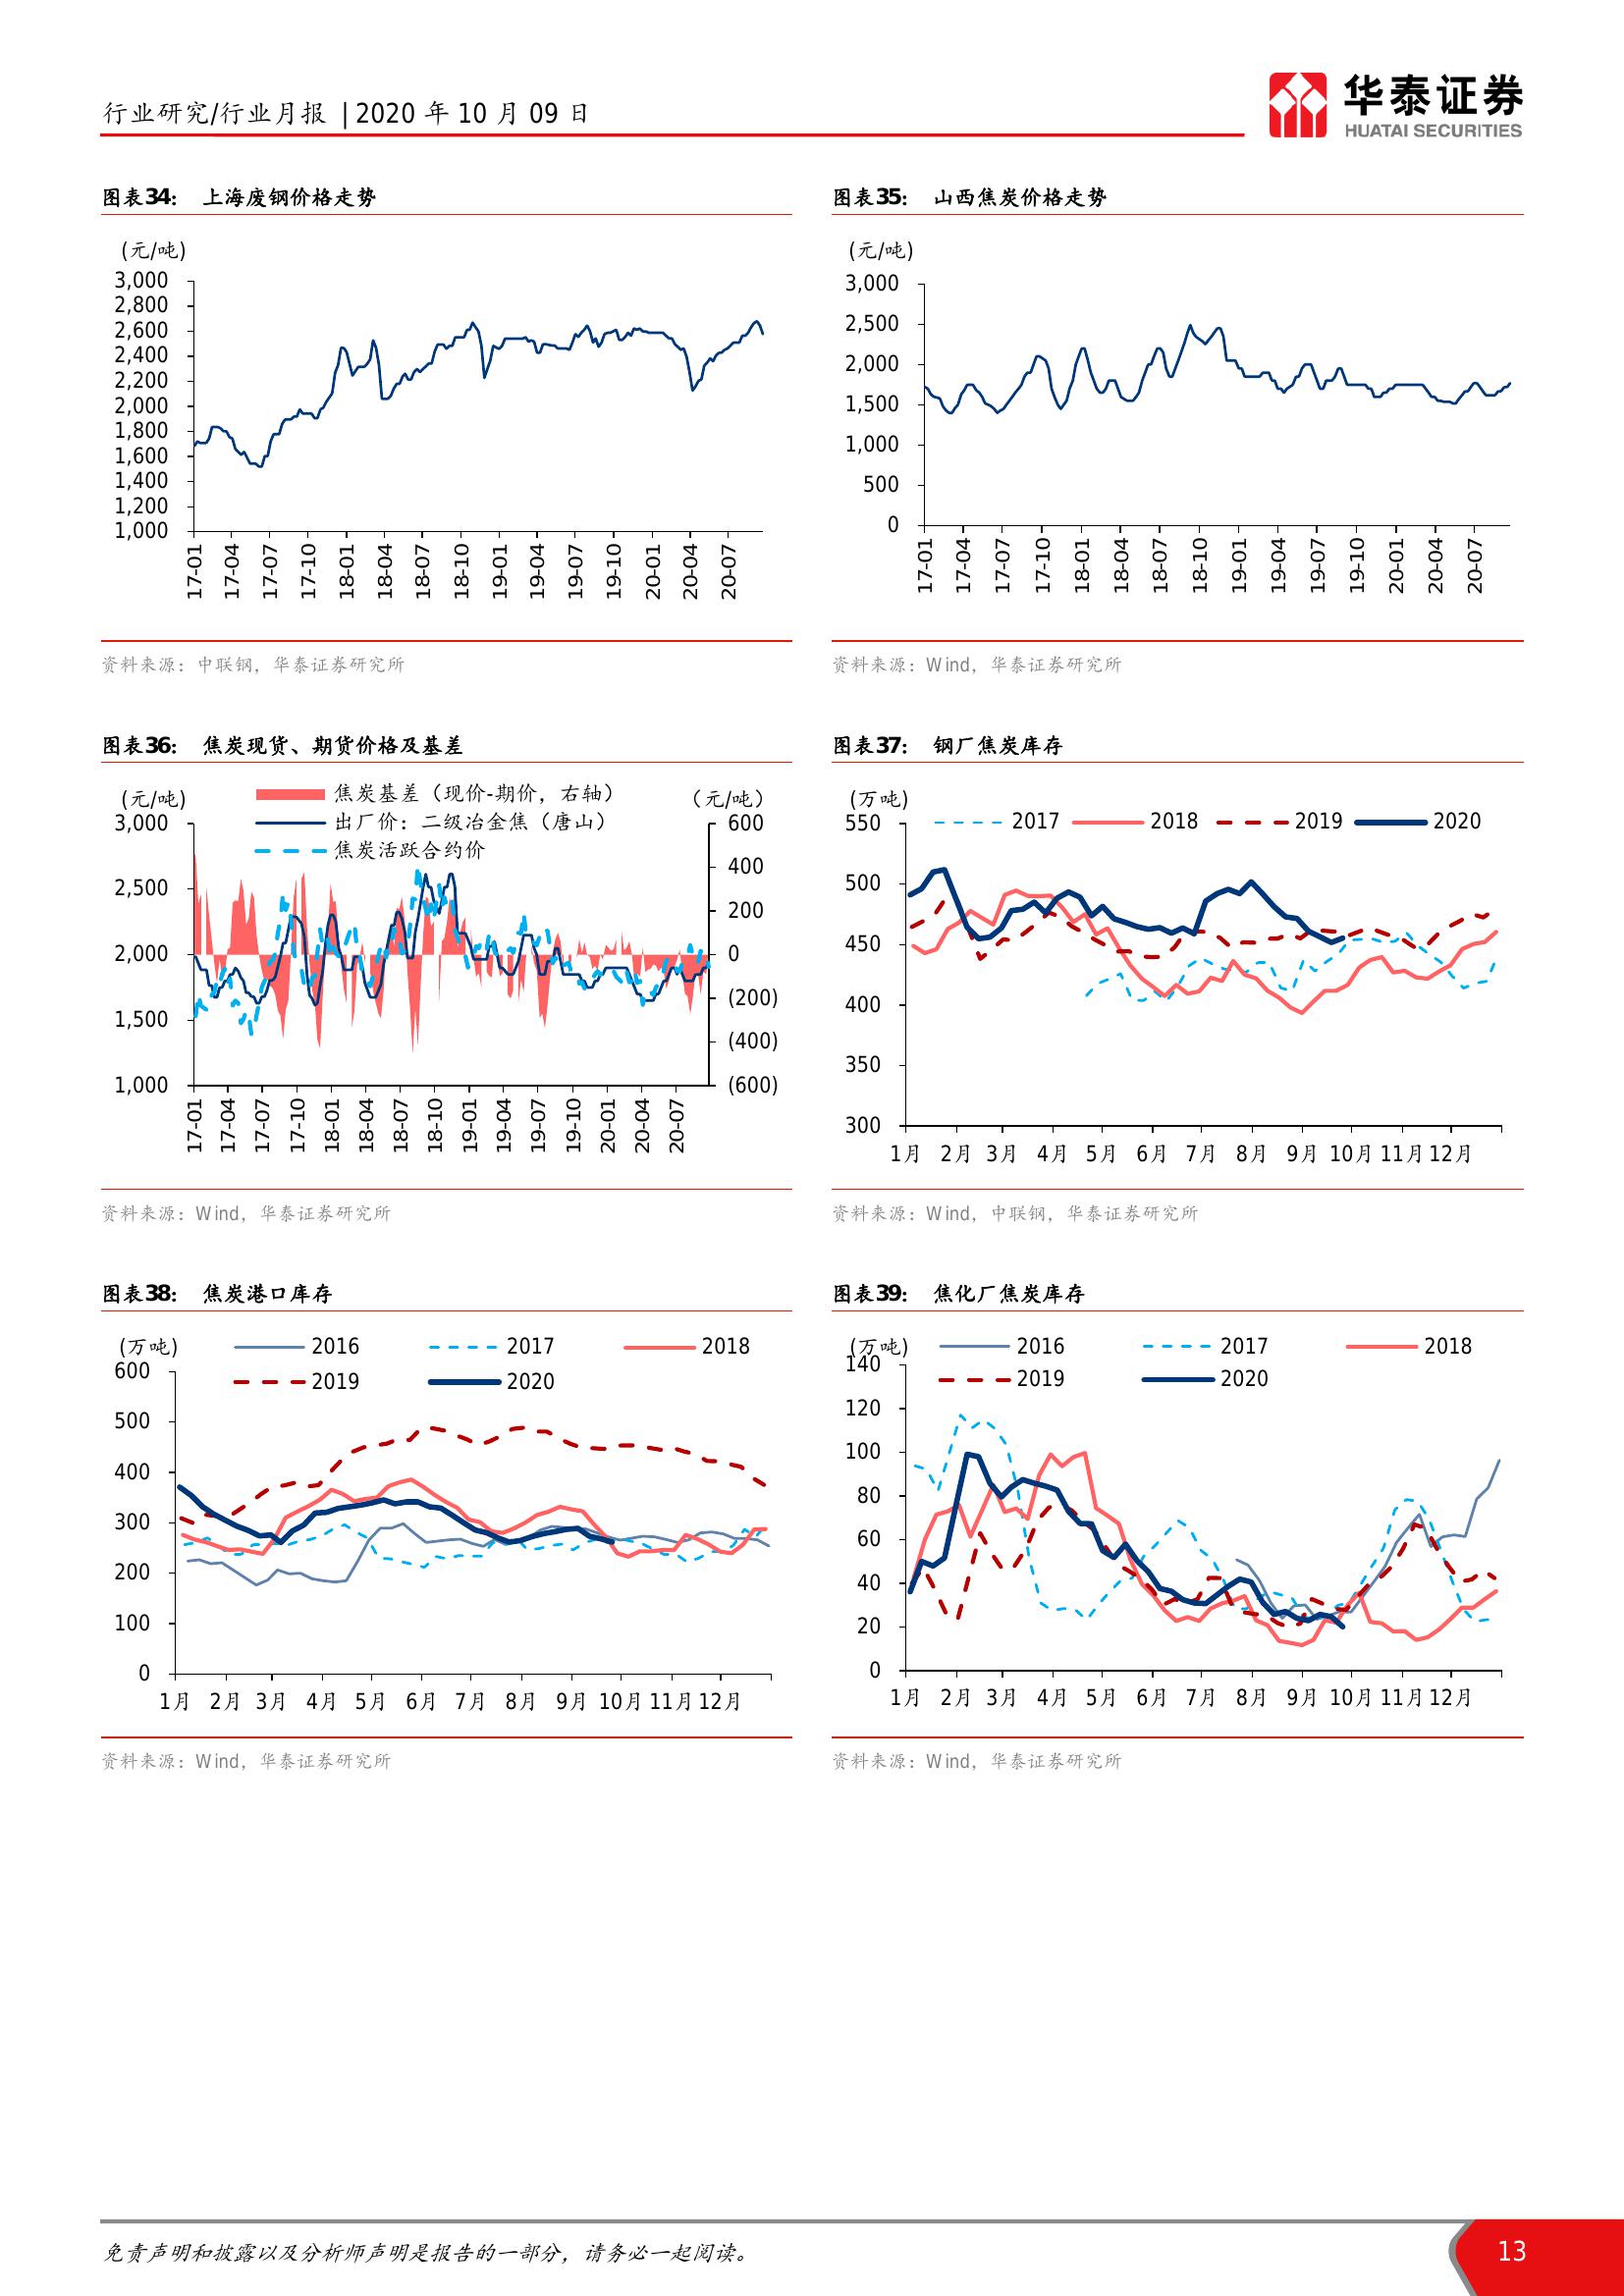 行业研究/行业月报 | 2020 年 10 月 09 日
华泰证券
HUATAI SECURITIES
图表34： 上海废钢价格走势
(元/吨)
3,000
2,800
2,600
2,400
2,200
2,000
1,800
1,600
1,400
1,200
1,000
17-01 17-04 17-07 17-10 18-01 18-04 18-07 18-10 19-01 19-04 19-07 19-10 20-01 20-04 20-07
资料来源：中联钢，华泰证券研究所
图表35： 山西焦炭价格走势
(元/吨)
3,000
2,500
2,000
1,500
1,000
500
0
17-01 17-04 17-07 17-10 18-01 18-04 18-07 18-10 19-01 19-04 19-07 19-10 20-01 20-04 20-07
资料来源：Wind，华泰证券研究所
图表36： 焦炭现货、期货价格及基差
(元/吨)
焦炭基差（现价-期价，右轴）
出厂价：二级冶金焦（唐山）
焦炭活跃合约价
（元/吨）
3,000
2,500
2,000
1,500
1,000
600
400
200
0
(200)
(400)
(600)
17-01 17-04 17-07 17-10 18-01 18-04 18-07 18-10 19-01 19-04 19-07 19-10 20-01 20-04 20-07
资料来源：Wind，华泰证券研究所
图表37： 钢厂焦炭库存
(万吨)
2017 2018 2019 2020
550
500
450
400
350
300
1月 2月 3月 4月 5月 6月 7月 8月 9月 10月 11月 12月
资料来源：Wind，中联钢，华泰证券研究所
图表38： 焦炭港口库存
(万吨)
2016 2017 2018
2019 2020
600
500
400
300
200
100
0
1月 2月 3月 4月 5月 6月 7月 8月 9月 10月 11月 12月
资料来源：Wind，华泰证券研究所
图表39： 焦化厂焦炭库存
(万吨)
2016 2017 2018
2019 2020
140
120
100
80
60
40
20
0
1月 2月 3月 4月 5月 6月 7月 8月 9月 10月 11月 12月
资料来源：Wind，华泰证券研究所
免责声明和披露以及分析师声明是报告的一部分，请务必一起阅读。
13